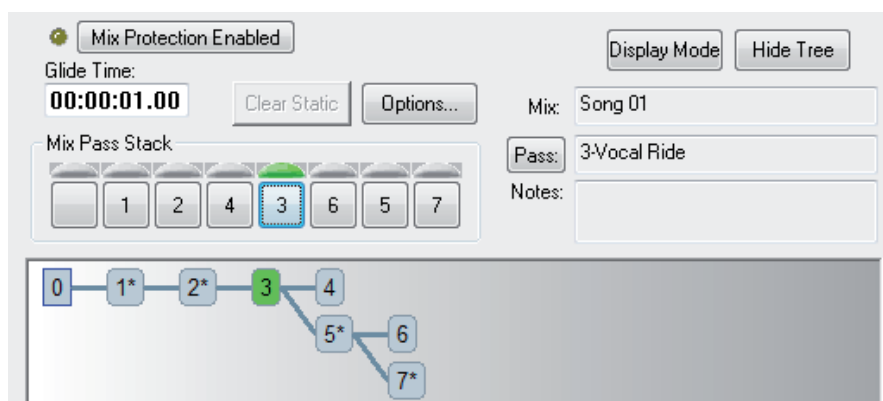 Mix Protection Enabled
Display Mode Hide Tree
Glide Time:
00:00:01.00 Clear Static Options... Mix: Song 01
Mix Pass Stack
Pass: 3-Vocal Ride
Notes:
1 2 4 3 6 5 7
0 1* 2* 3 4
5* 6
7*